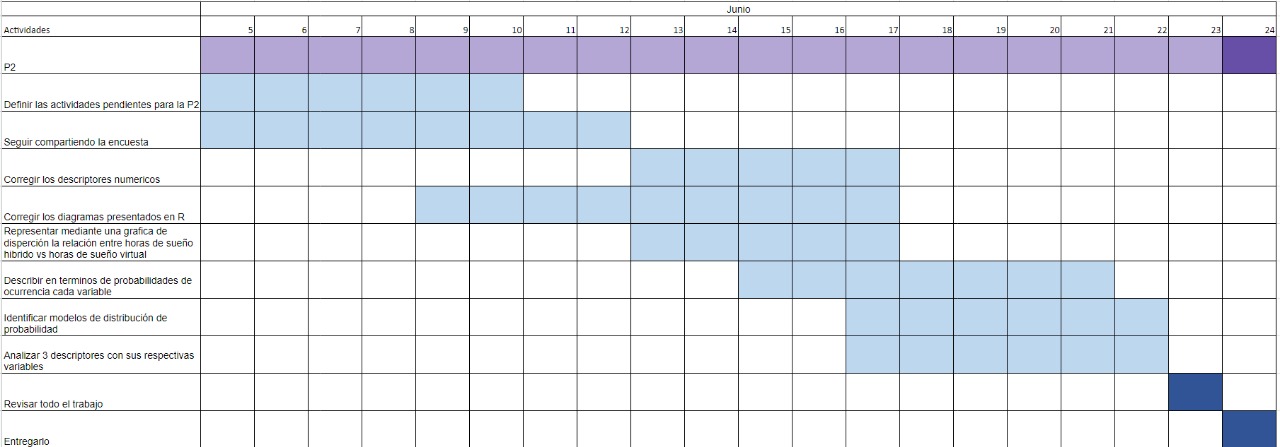 Junio
Actividades 5 6 7 8 9 10 11 12 13 14 15 16 17 18 19 20 21 22 23 24
P2
Definir las actividades pendientes para la P2
Seguir compartiendo la encuesta
Corregir los descriptores numericos
Corregir los diagramas presentados en R
Representar mediante una grafica de
disperción la relación entre horas de sueño
hibrido vs horas de sueño virtual
Describir en terminos de probabilidades de
ocurrencia cada variable
Identificar modelos de distribución de
probabilidad
Analizar 3 descriptores con sus respectivas
variables
Revisar todo el trabajo
Entregarlo